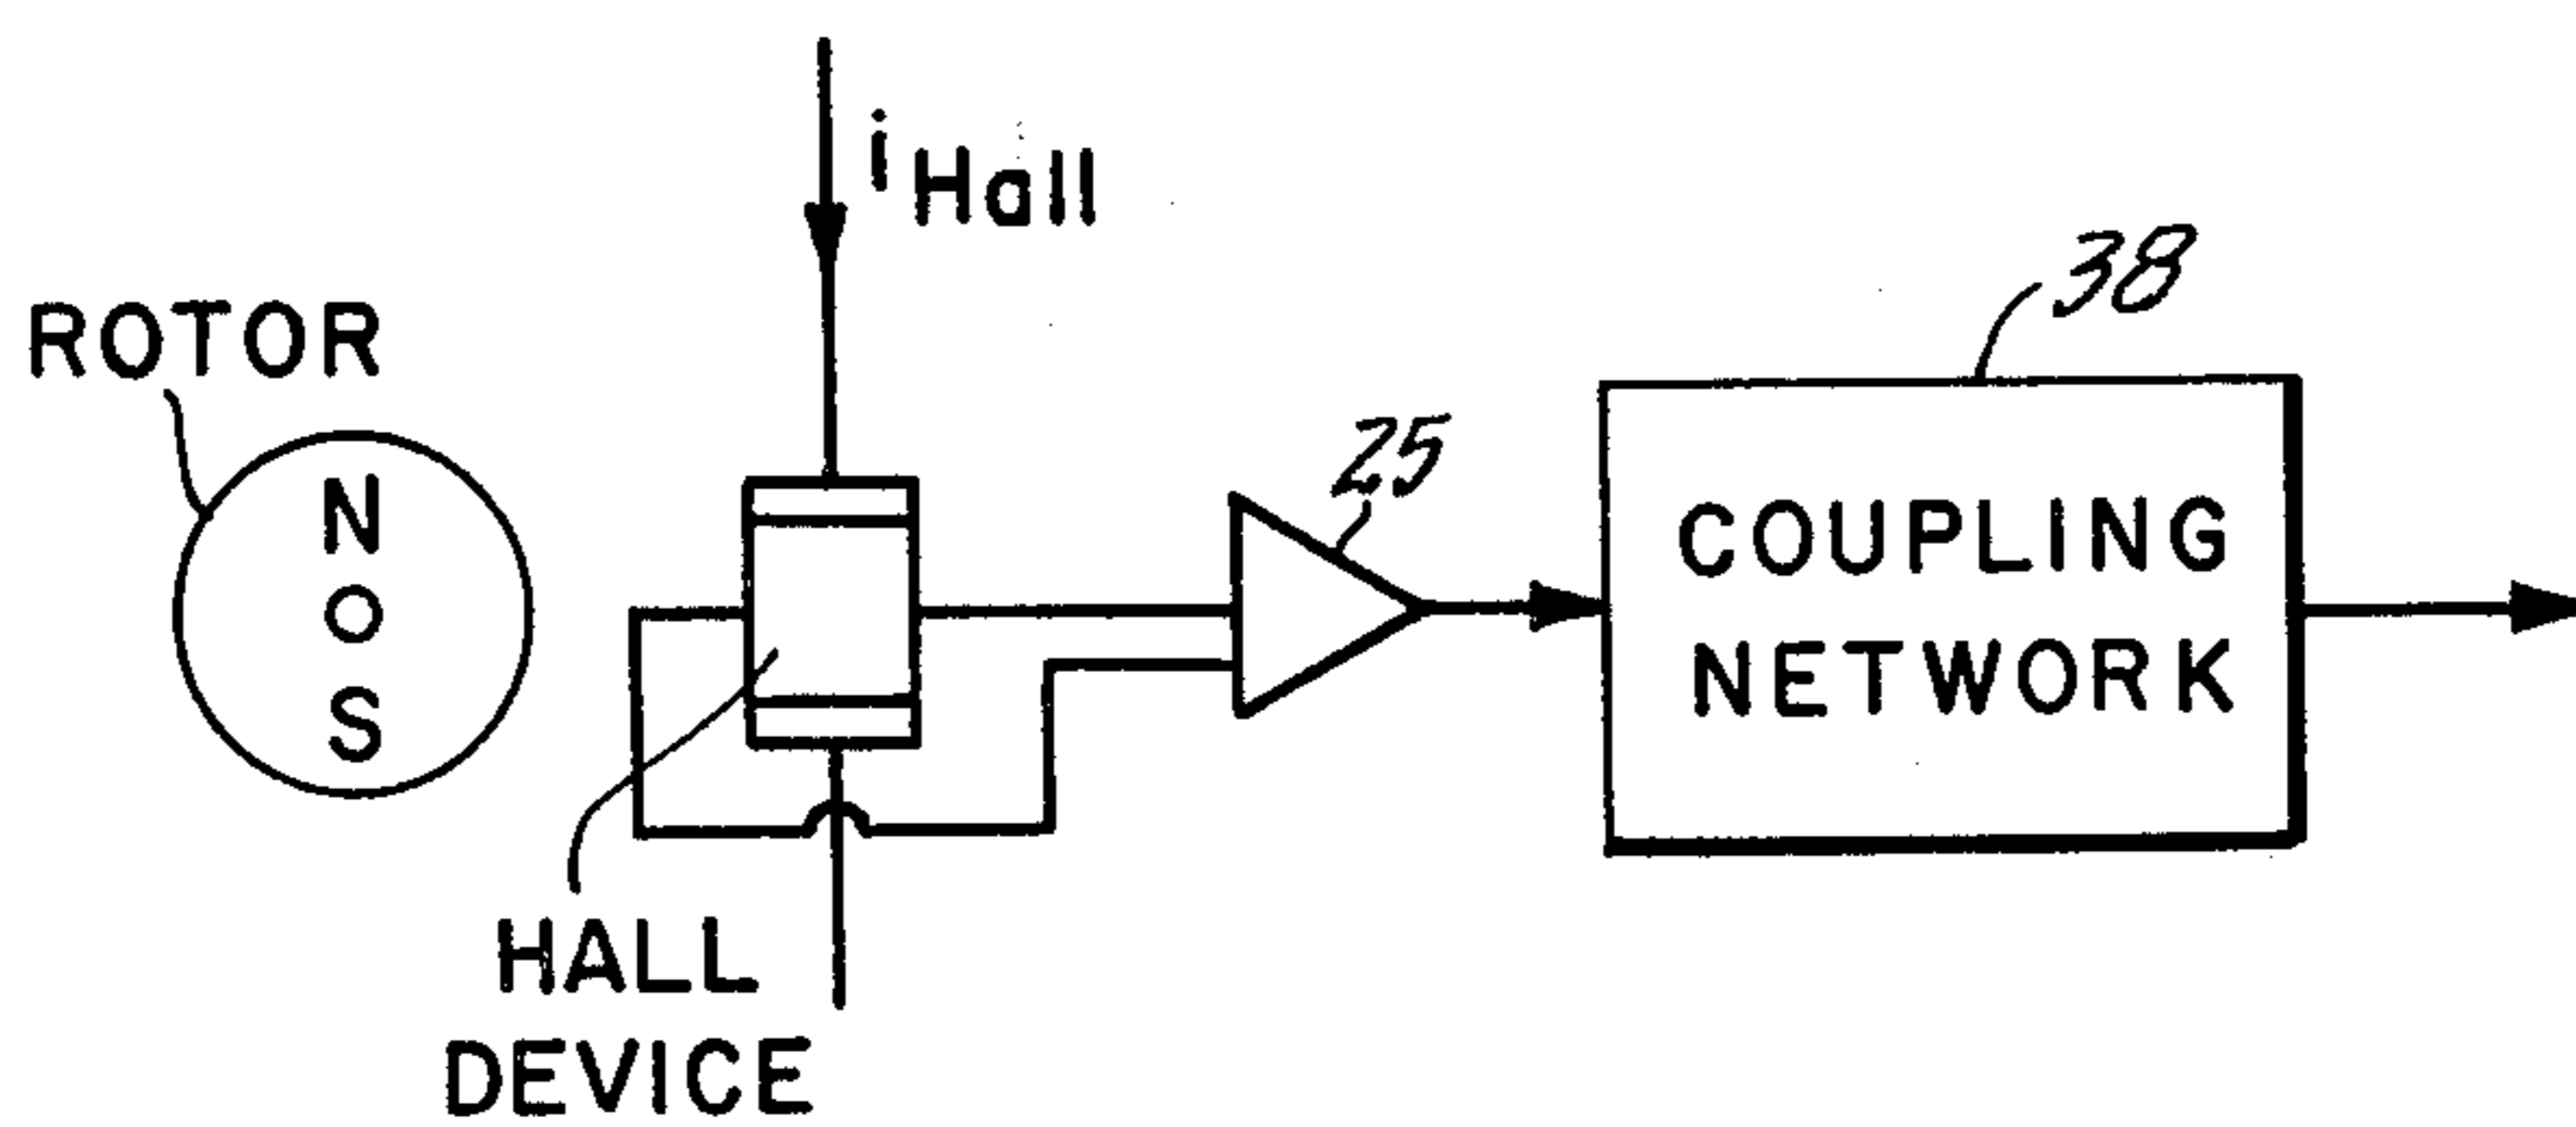 i Hall
ROTOR
38
25
N
O
S
COUPLING
NETWORK
HALL
DEVICE